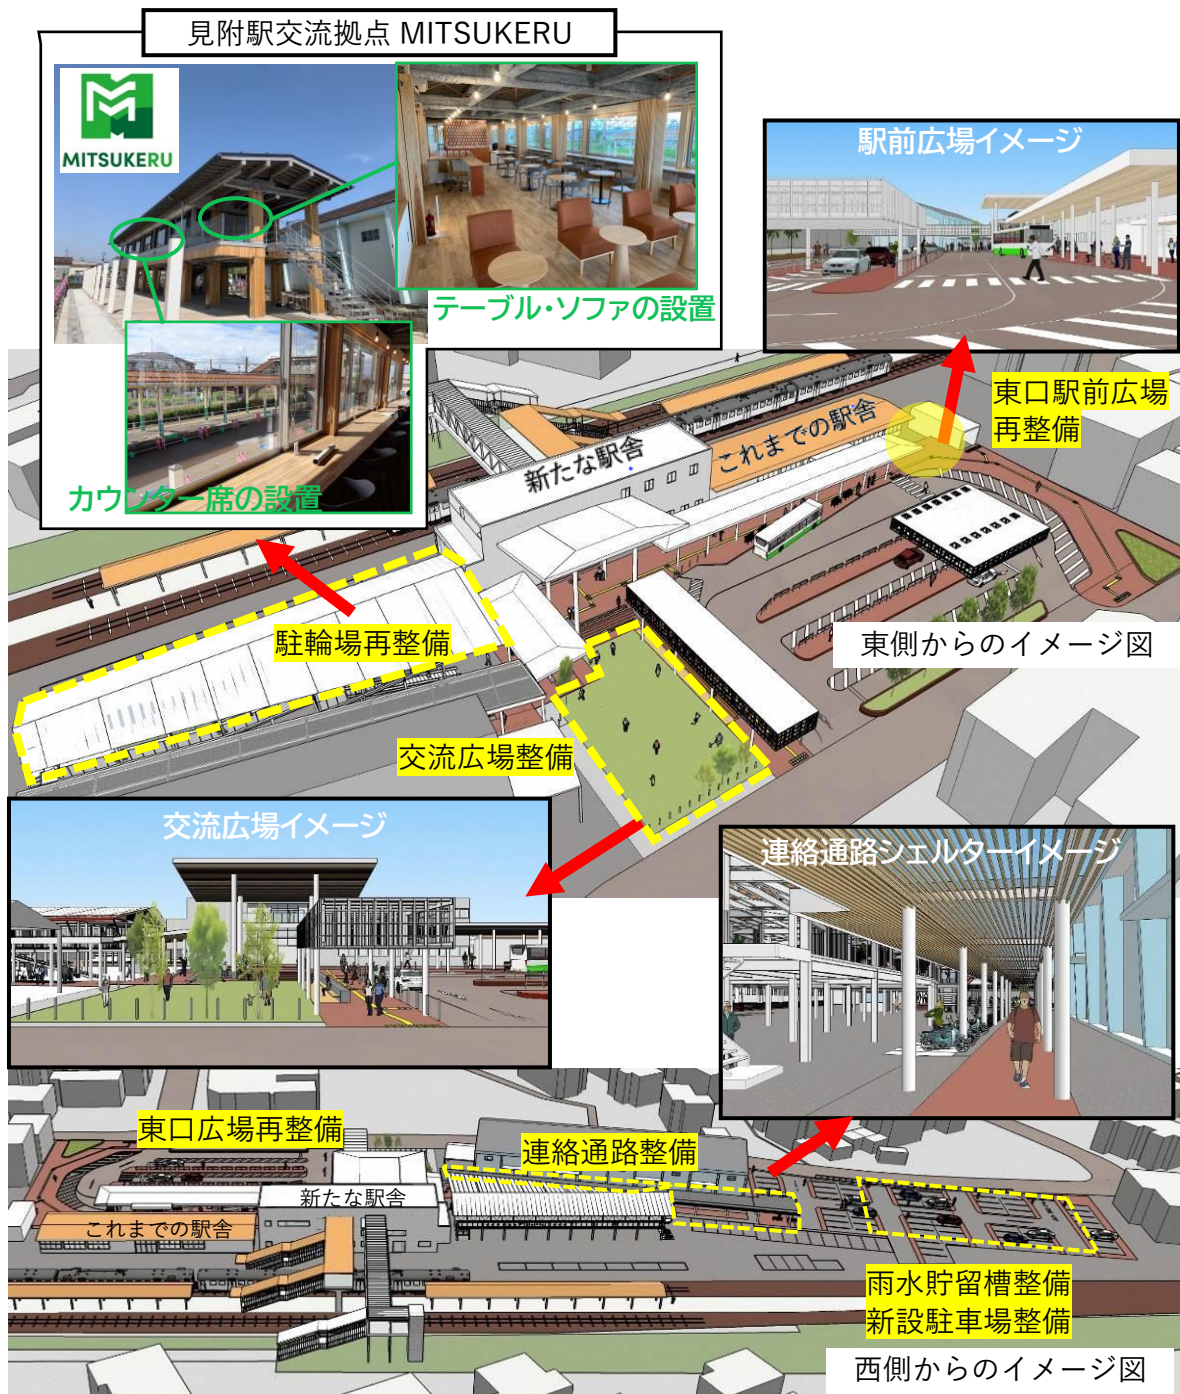 見附駅交流拠点 MITSUKERU
MITSUKERU
テーブル・ソファの設置
カウンター席の設置
駅前広場イメージ
東口駅前広場
再整備
新たな駅舎
これまでの駅舎
駐輪場再整備
東側からのイメージ図
交流広場整備
交流広場イメージ
連絡通路シェルターイメージ
東口広場再整備
連絡通路整備
新たな駅舎
これまでの駅舎
雨水貯留槽整備
新設駐車場整備
西側からのイメージ図